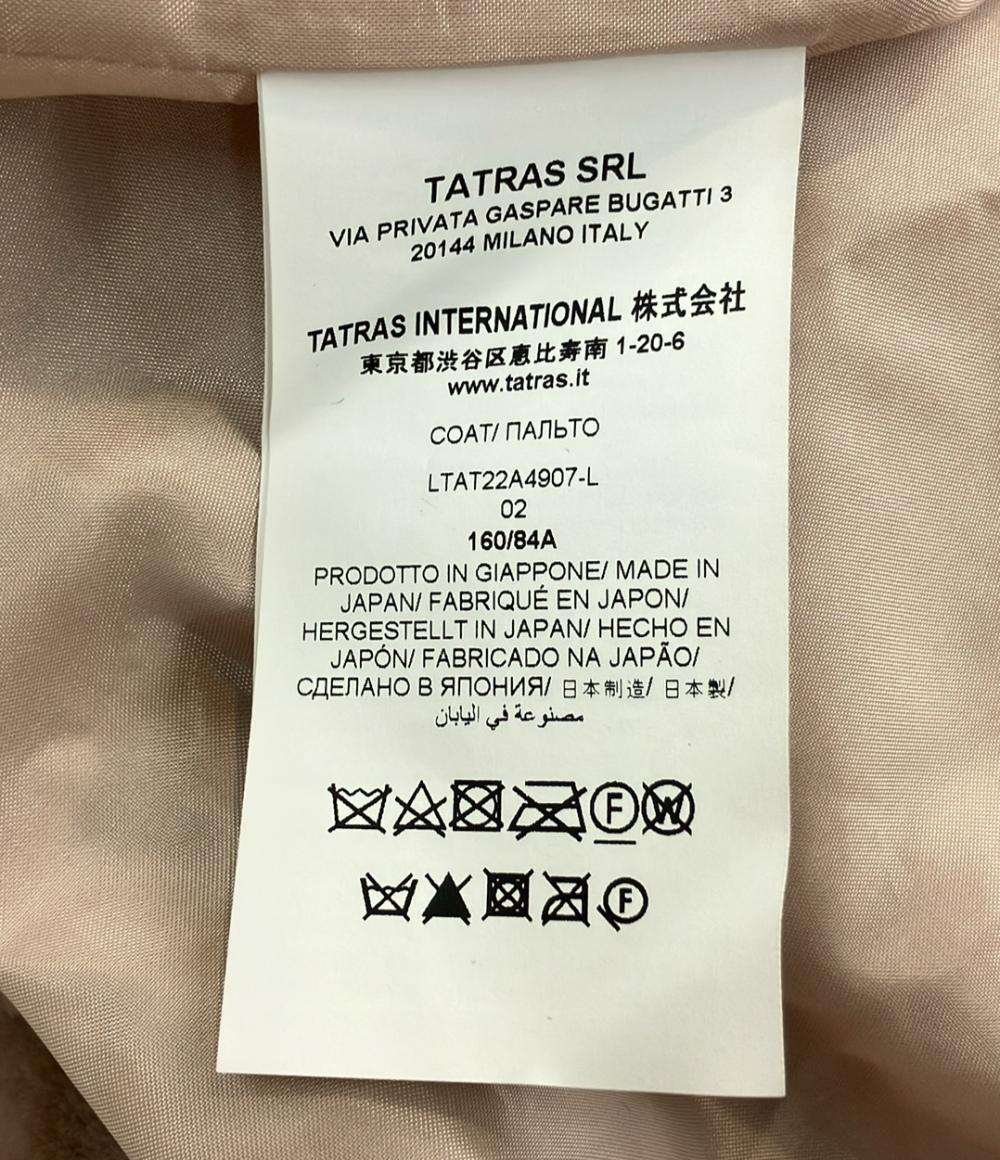 TATRAS SRL
VIA PRIVATA GASPARE BUGATTI 3
20144 MILANO ITALY
TATRAS INTERNATIONAL 株式会社
東京都渋谷区恵比寿南 1-20-6
www.tatras.it
COAT/ ПАЛЬТО
LTAT22A4907-L
02
160/84A
PRODOTTO IN GIAPPONE/ MADE IN
JAPAN/ FABRIQUÉ EN JAPON/
HERGESTELLT IN JAPAN/ HECHO EN
JAPÓN/ FABRICADO NA JAPÃO/
СДЕЛАНО В ЯПОНИЯ/ 日本制造/ 日本製/
مصنوعة في اليابان
F W
F